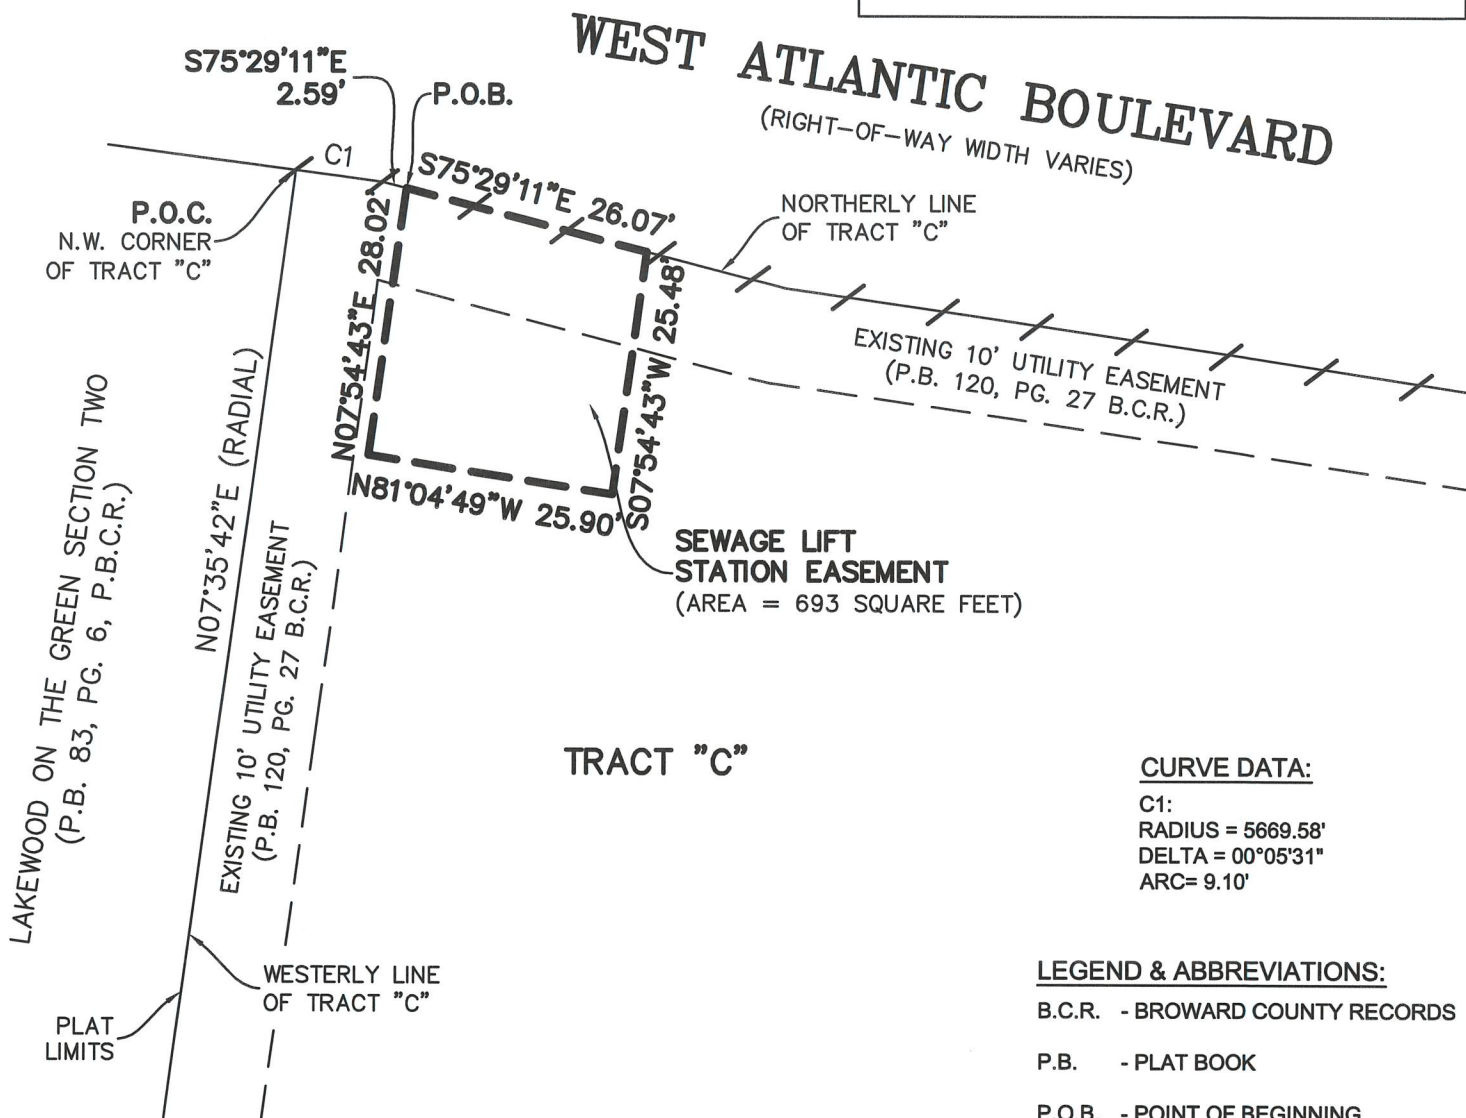 WEST ATLANTIC BOULEVARD
(RIGHT-OF-WAY WIDTH VARIES)
S75°29'11"E
2.59'
P.O.B.
C1
S75°29'11"E 26.07'
P.O.C.
N.W. CORNER
OF TRACT "C"
NORTHERLY LINE
OF TRACT "C"
N07°54'43"E 28.02'
S07°54'43"W 25.48'
N81°04'49"W 25.90'
EXISTING 10' UTILITY EASEMENT
(P.B. 120, PG. 27 B.C.R.)
SEWAGE LIFT
STATION EASEMENT
(AREA = 693 SQUARE FEET)
LAKEWOOD ON THE GREEN SECTION TWO
(P.B. 83, PG. 6, P.B.C.R.)
N07°35'42"E (RADIAL)
EXISTING 10' UTILITY EASEMENT
(P.B. 120, PG. 27 B.C.R.)
TRACT "C"
WESTERLY LINE
OF TRACT "C"
PLAT
LIMITS
CURVE DATA:
C1:
RADIUS = 5669.58'
DELTA = 00°05'31"
ARC= 9.10'
LEGEND & ABBREVIATIONS:
B.C.R. - BROWARD COUNTY RECORDS
P.B. - PLAT BOOK
P.O.B. - POINT OF BEGINNING